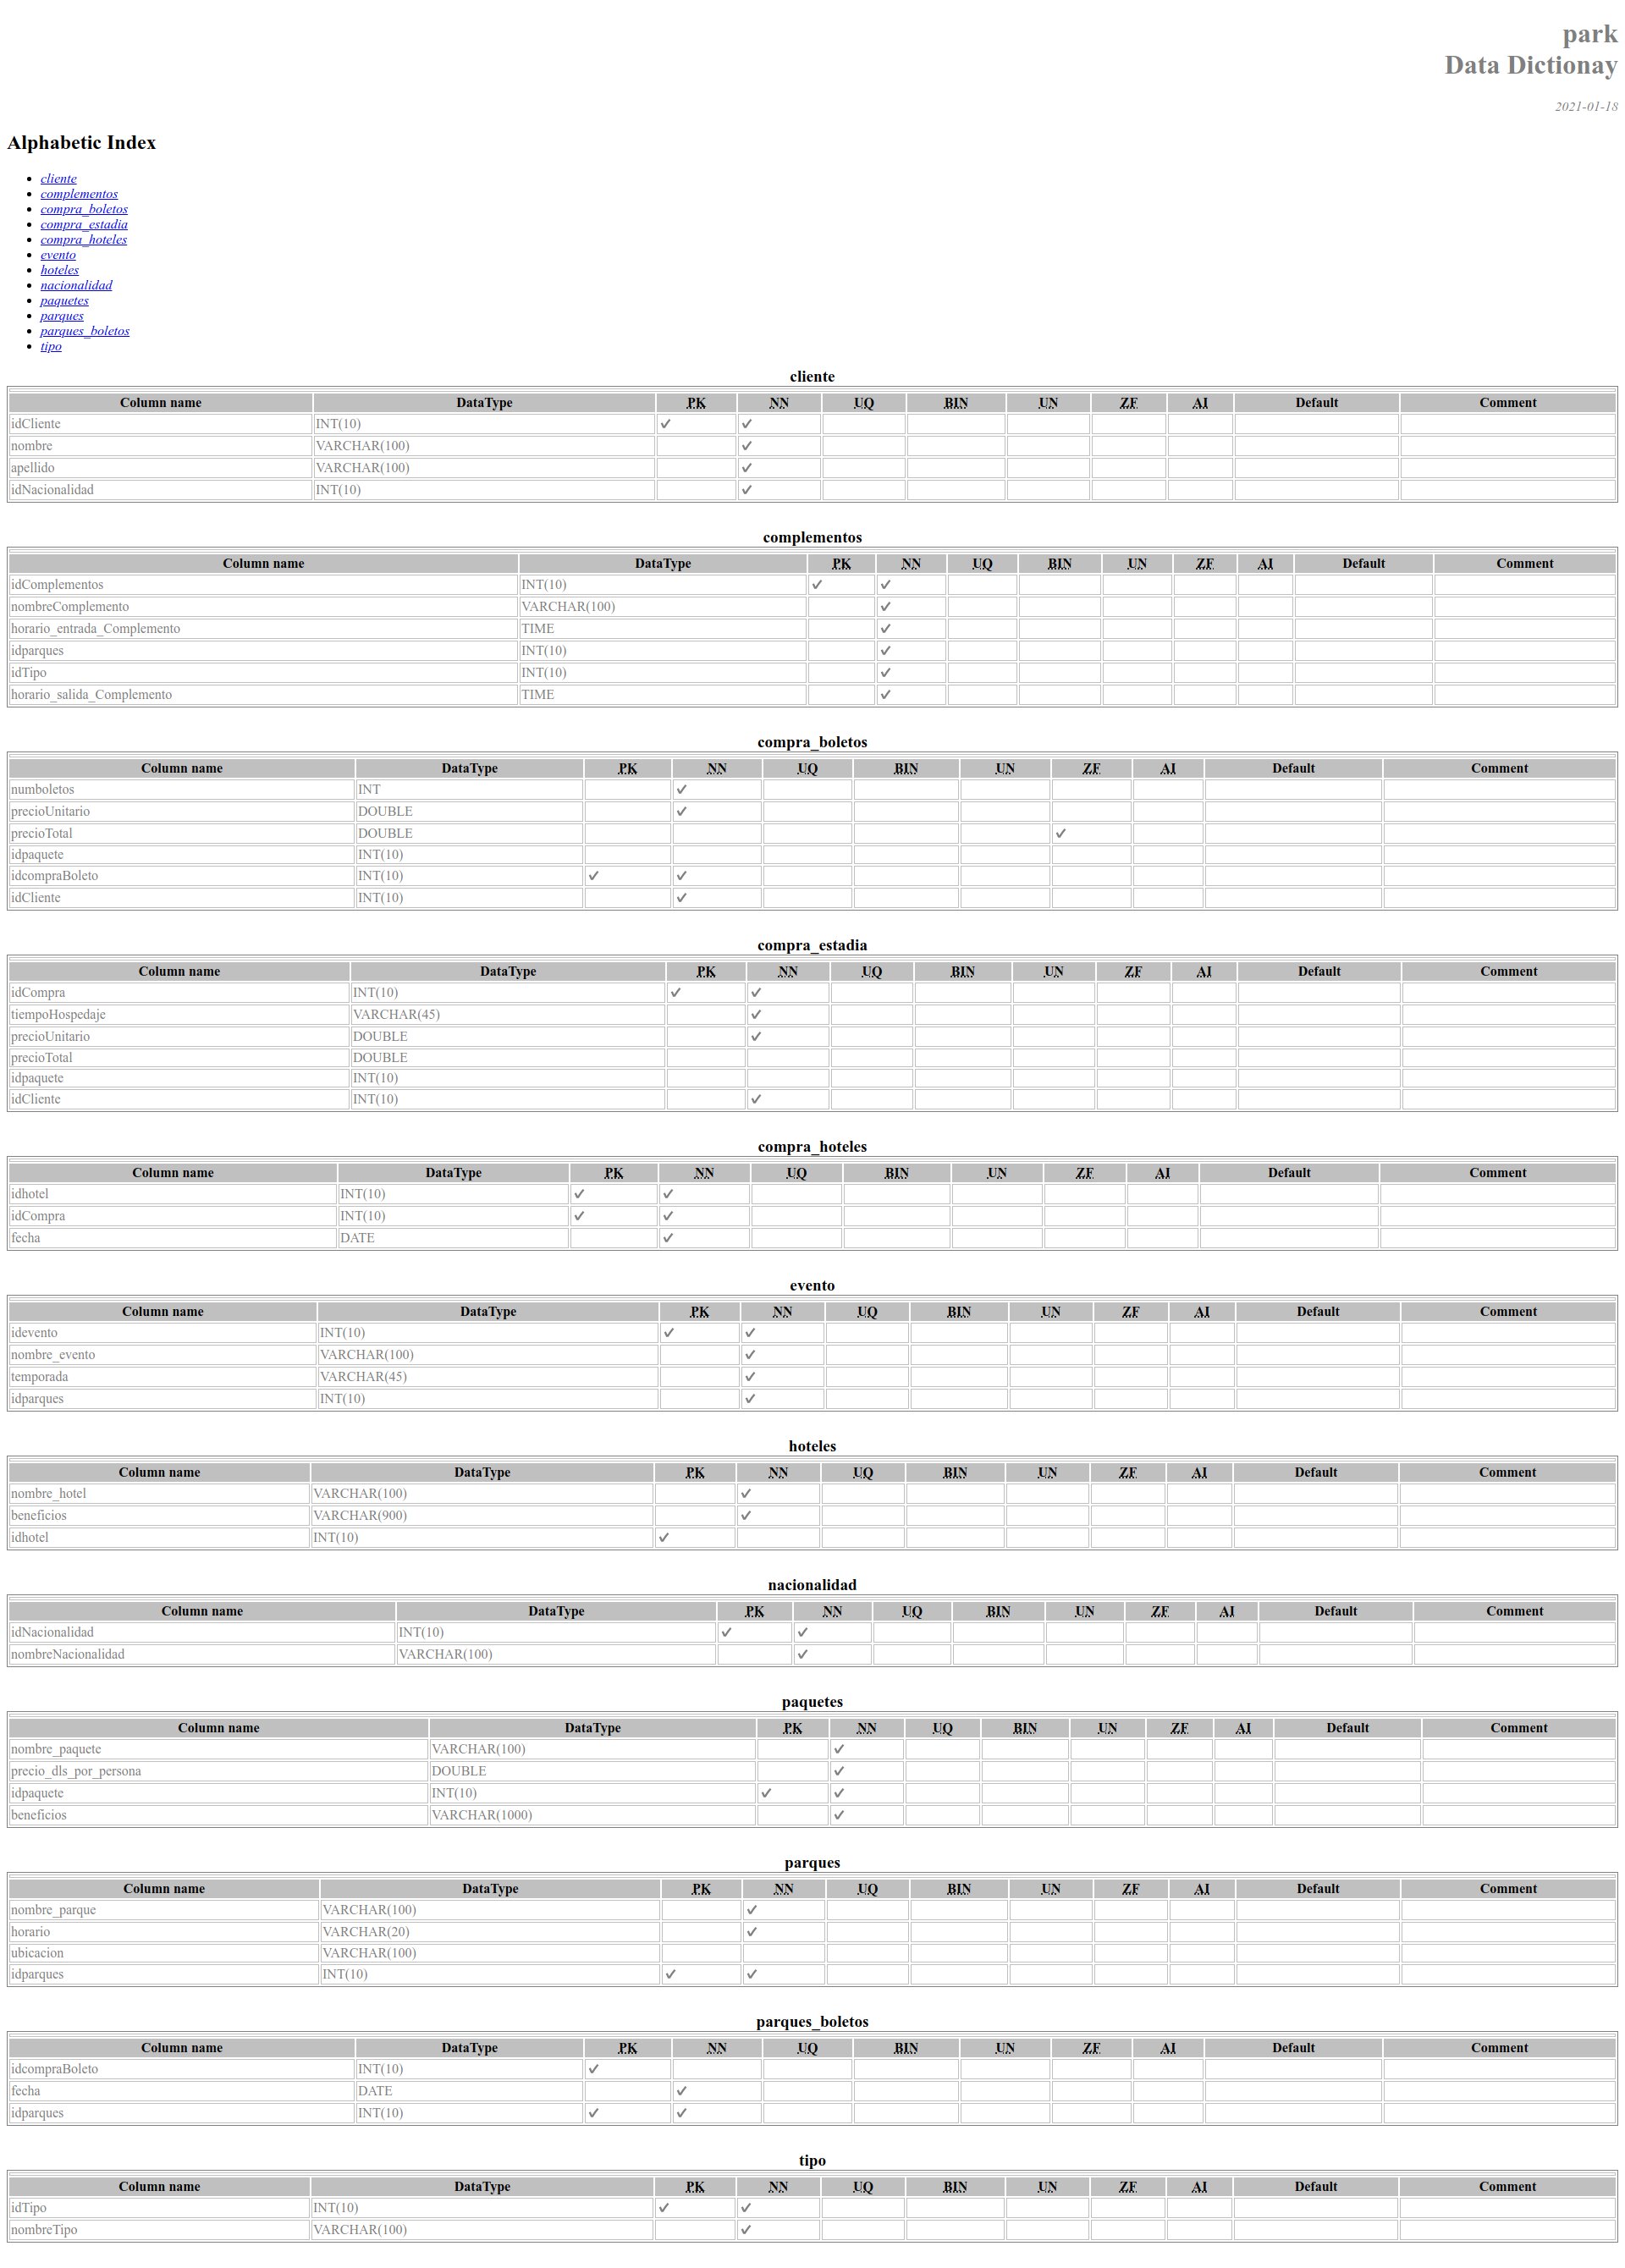 park
Data Dictionay
2021-01-18
Alphabetic Index
• cliente
• complementos
• compra_boletos
• compra_estadia
• compra_hoteles
• evento
• hoteles
• nacionalidad
• paquetes
• parques
• parques_boletos
• tipo
cliente
Column name DataType PK NN UQ BIN UN ZF AI Default Comment
idCliente INT(10) ✔ ✔
nombre VARCHAR(100) ✔
apellido VARCHAR(100) ✔
idNacionalidad INT(10) ✔
complementos
Column name DataType PK NN UQ BIN UN ZF AI Default Comment
idComplementos INT(10) ✔ ✔
nombreComplemento VARCHAR(100) ✔
horario_entrada_Complemento TIME ✔
idparques INT(10) ✔
idTipo INT(10) ✔
horario_salida_Complemento TIME ✔
compra_boletos
Column name DataType PK NN UQ BIN UN ZF AI Default Comment
numboletos INT ✔
precioUnitario DOUBLE ✔
precioTotal DOUBLE ✔
idpaquete INT(10)
idcompraBoleto INT(10) ✔ ✔
idCliente INT(10) ✔
compra_estadia
Column name DataType PK NN UQ BIN UN ZF AI Default Comment
idCompra INT(10) ✔ ✔
tiempoHospedaje VARCHAR(45) ✔
precioUnitario DOUBLE ✔
precioTotal DOUBLE
idpaquete INT(10)
idCliente INT(10) ✔
compra_hoteles
Column name DataType PK NN UQ BIN UN ZF AI Default Comment
idhotel INT(10) ✔ ✔
idCompra INT(10) ✔ ✔
fecha DATE ✔
evento
Column name DataType PK NN UQ BIN UN ZF AI Default Comment
idevento INT(10) ✔ ✔
nombre_evento VARCHAR(100) ✔
temporada VARCHAR(45) ✔
idparques INT(10) ✔
hoteles
Column name DataType PK NN UQ BIN UN ZF AI Default Comment
nombre_hotel VARCHAR(100) ✔
beneficios VARCHAR(900) ✔
idhotel INT(10) ✔
nacionalidad
Column name DataType PK NN UQ BIN UN ZF AI Default Comment
idNacionalidad INT(10) ✔ ✔
nombreNacionalidad VARCHAR(100) ✔
paquetes
Column name DataType PK NN UQ BIN UN ZF AI Default Comment
nombre_paquete VARCHAR(100) ✔
precio_dls_por_persona DOUBLE ✔
idpaquete INT(10) ✔ ✔
beneficios VARCHAR(1000) ✔
parques
Column name DataType PK NN UQ BIN UN ZF AI Default Comment
nombre_parque VARCHAR(100) ✔
horario VARCHAR(20) ✔
ubicacion VARCHAR(100)
idparques INT(10) ✔ ✔
parques_boletos
Column name DataType PK NN UQ BIN UN ZF AI Default Comment
idcompraBoleto INT(10) ✔
fecha DATE ✔
idparques INT(10) ✔ ✔
tipo
Column name DataType PK NN UQ BIN UN ZF AI Default Comment
idTipo INT(10) ✔ ✔
nombreTipo VARCHAR(100) ✔